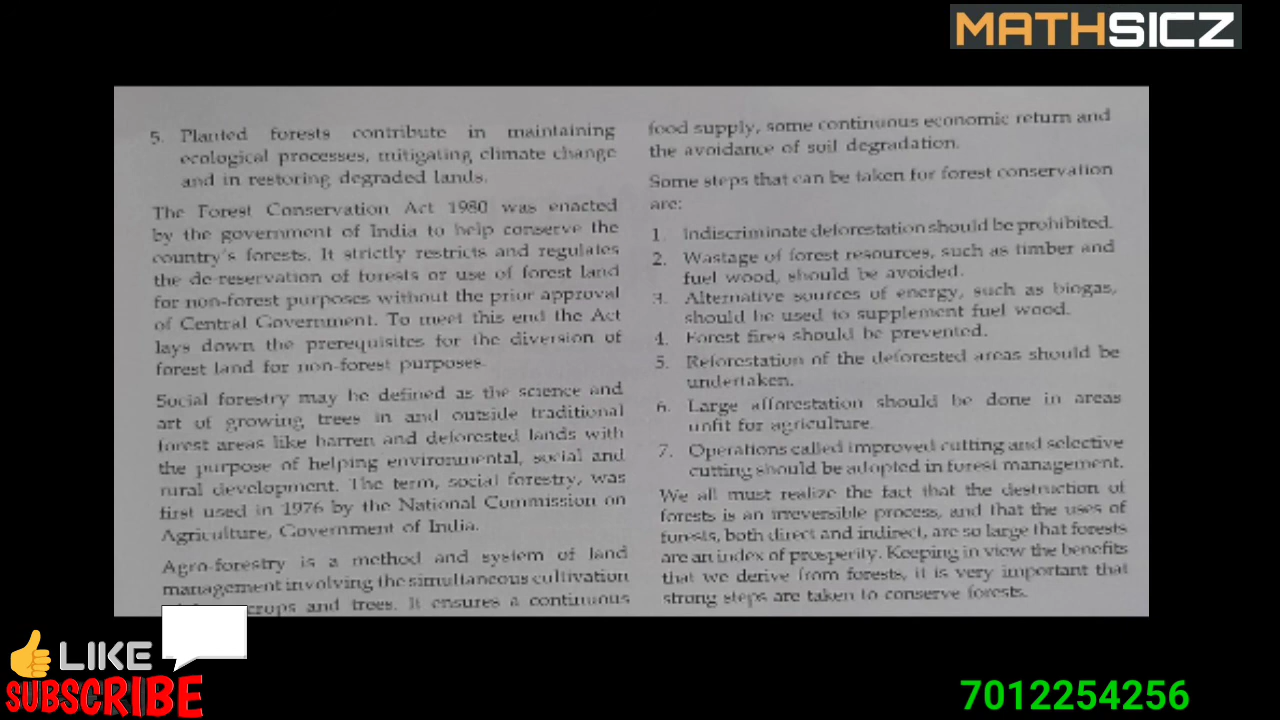 MATHSICZ
5. Planted forests contribute in maintaining
ecological processes, mitigating climate change
and in restoring degraded lands.
The Forest Conservation Act 1980 was enacted
by the government of India to help conserve the
country's forests. It strictly restricts and regulates
the de-reservation of forests or use of forest land
for non-forest purposes without the prior approval
of Central Government. To meet this end the Act
lays down the prerequisites for the diversion of
forest land for non-forest purposes.
Social forestry may be defined as the science and
art of growing trees in and outside traditional
forest areas like barren and deforested lands with
the purpose of helping environmental, social and
rural development. The term, social forestry, was
first used in 1976 by the National Commission on
Agriculture, Government of India.
Agro-forestry is a method and system of land
management involving the simultaneous cultivation
crops and trees. It ensures a continuous
food supply, some continuous economic return and
the avoidance of soil degradation.
Some steps that can be taken for forest conservation
are:
1. Indiscriminate deforestation should be prohibited.
2. Wastage of forest resources, such as timber and
fuel wood, should be avoided.
3. Alternative sources of energy, such as biogas,
should be used to supplement fuel wood.
4. Forest fires should be prevented.
5. Reforestation of the deforested areas should be
undertaken.
6. Large afforestation should be done in areas
unfit for agriculture.
7. Operations called improved cutting and selective
cutting should be adopted in forest management.
We all must realize the fact that the destruction of
forests is an irreversible process, and that the uses of
forests, both direct and indirect, are so large that forests
are an index of prosperity. Keeping in view the benefits
that we derive from forests, it is very important that
strong steps are taken to conserve forests.
LIKE
SUBSCRIBE
7012254256